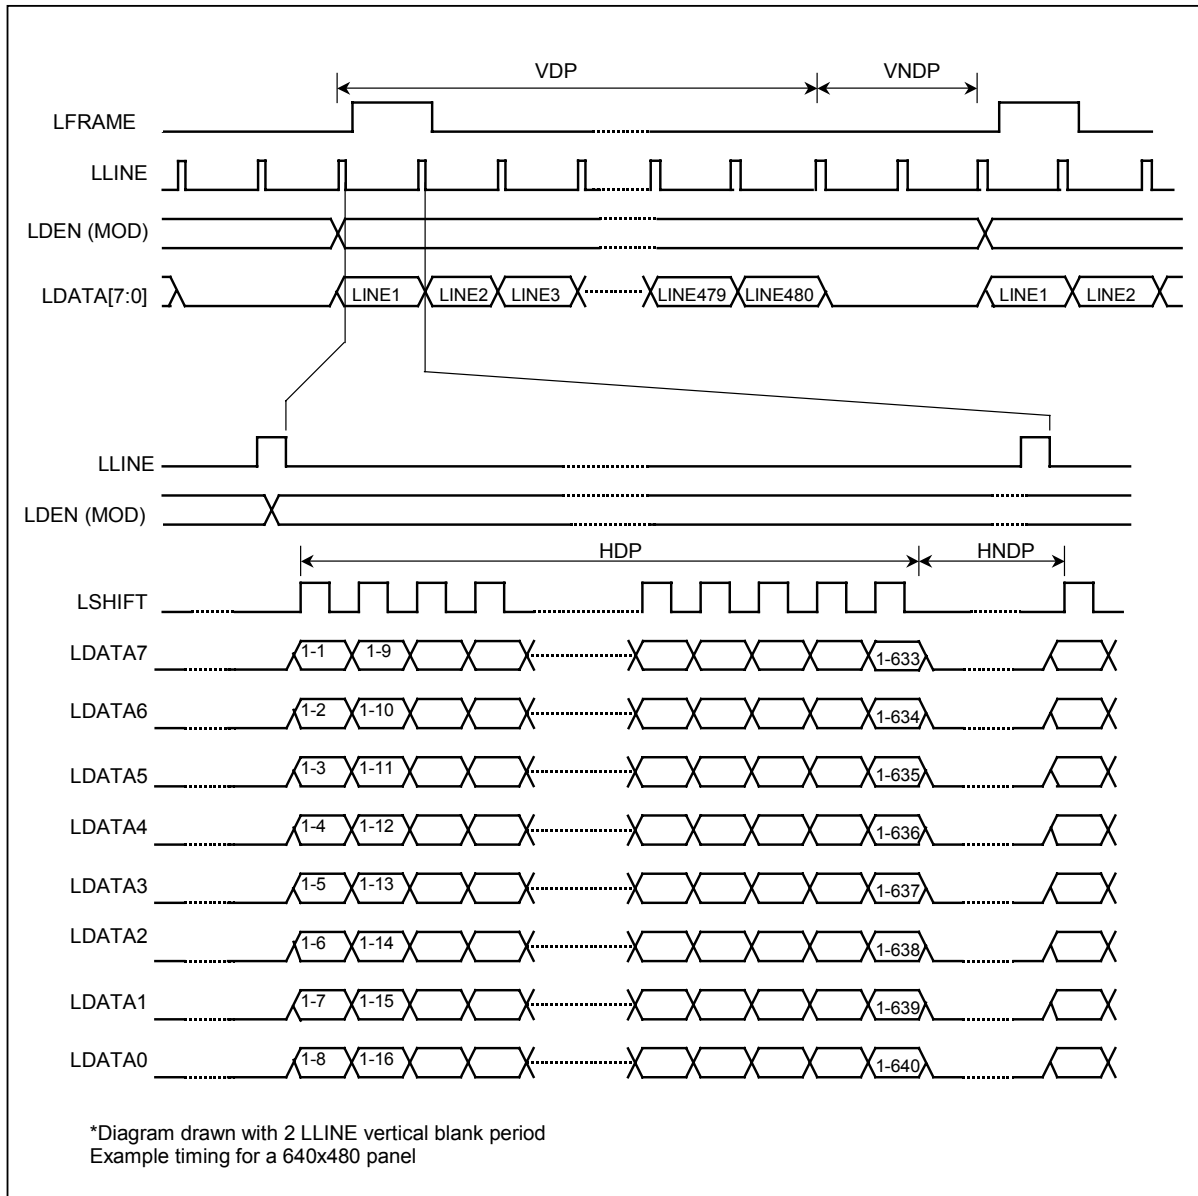 VDP VNDP
LFRAME
LLINE
LDEN (MOD)
LDATA[7:0] LINE1 LINE2 LINE3 LINE479 LINE480 LINE1 LINE2
LLINE
LDEN (MOD)
HDP HNDP
LSHIFT
LDATA7 1-1 1-9 1-633
LDATA6 1-2 1-10 1-634
LDATA5 1-3 1-11 1-635
LDATA4 1-4 1-12 1-636
LDATA3 1-5 1-13 1-637
LDATA2 1-6 1-14 1-638
LDATA1 1-7 1-15 1-639
LDATA0 1-8 1-16 1-640
*Diagram drawn with 2 LLINE vertical blank period
Example timing for a 640x480 panel